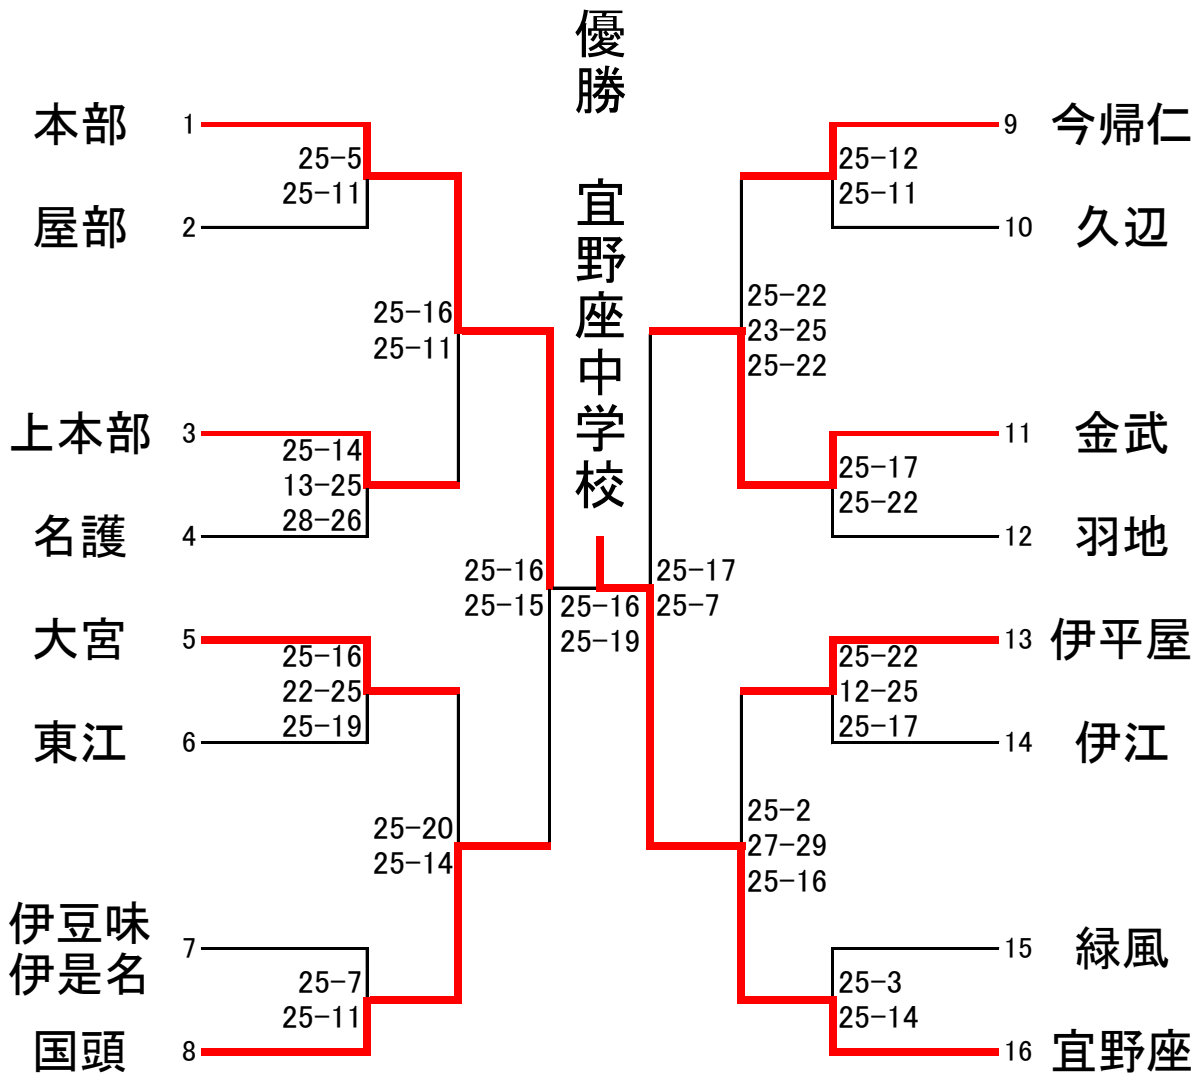 優勝　宜野座中学校
本部 1
25-5
25-11
屋部 2
25-16
25-11
上本部 3
25-14
13-25
28-26
名護 4
25-16
25-15
大宮 5
25-16
22-25
25-19
東江 6
25-20
25-14
伊豆味
伊是名 7
25-7
25-11
国頭 8
25-16
25-19
9 今帰仁
25-12
25-11
10 久辺
25-22
23-25
25-22
11 金武
25-17
25-22
12 羽地
25-17
25-7
13 伊平屋
25-22
12-25
25-17
14 伊江
25-2
27-29
25-16
15 緑風
25-3
25-14
16 宜野座